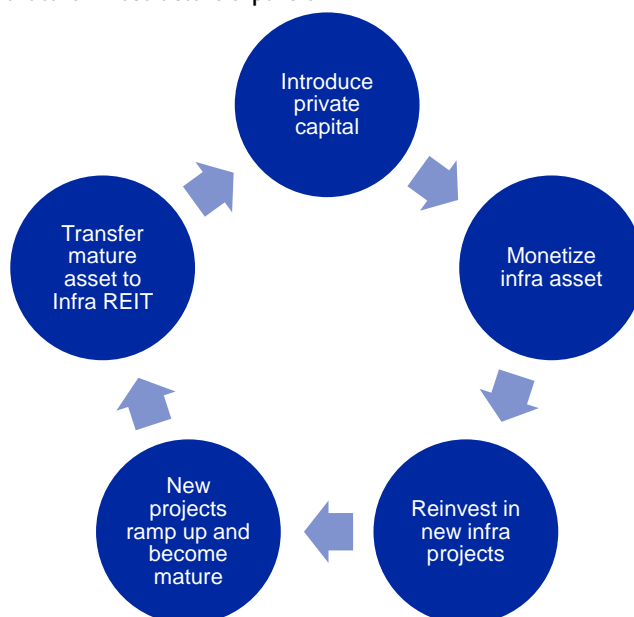 Introduce
private
capital
Monetize
infra asset
Reinvest in
new infra
projects
New
projects
ramp up and
become
mature
Transfer
mature
asset to
Infra REIT